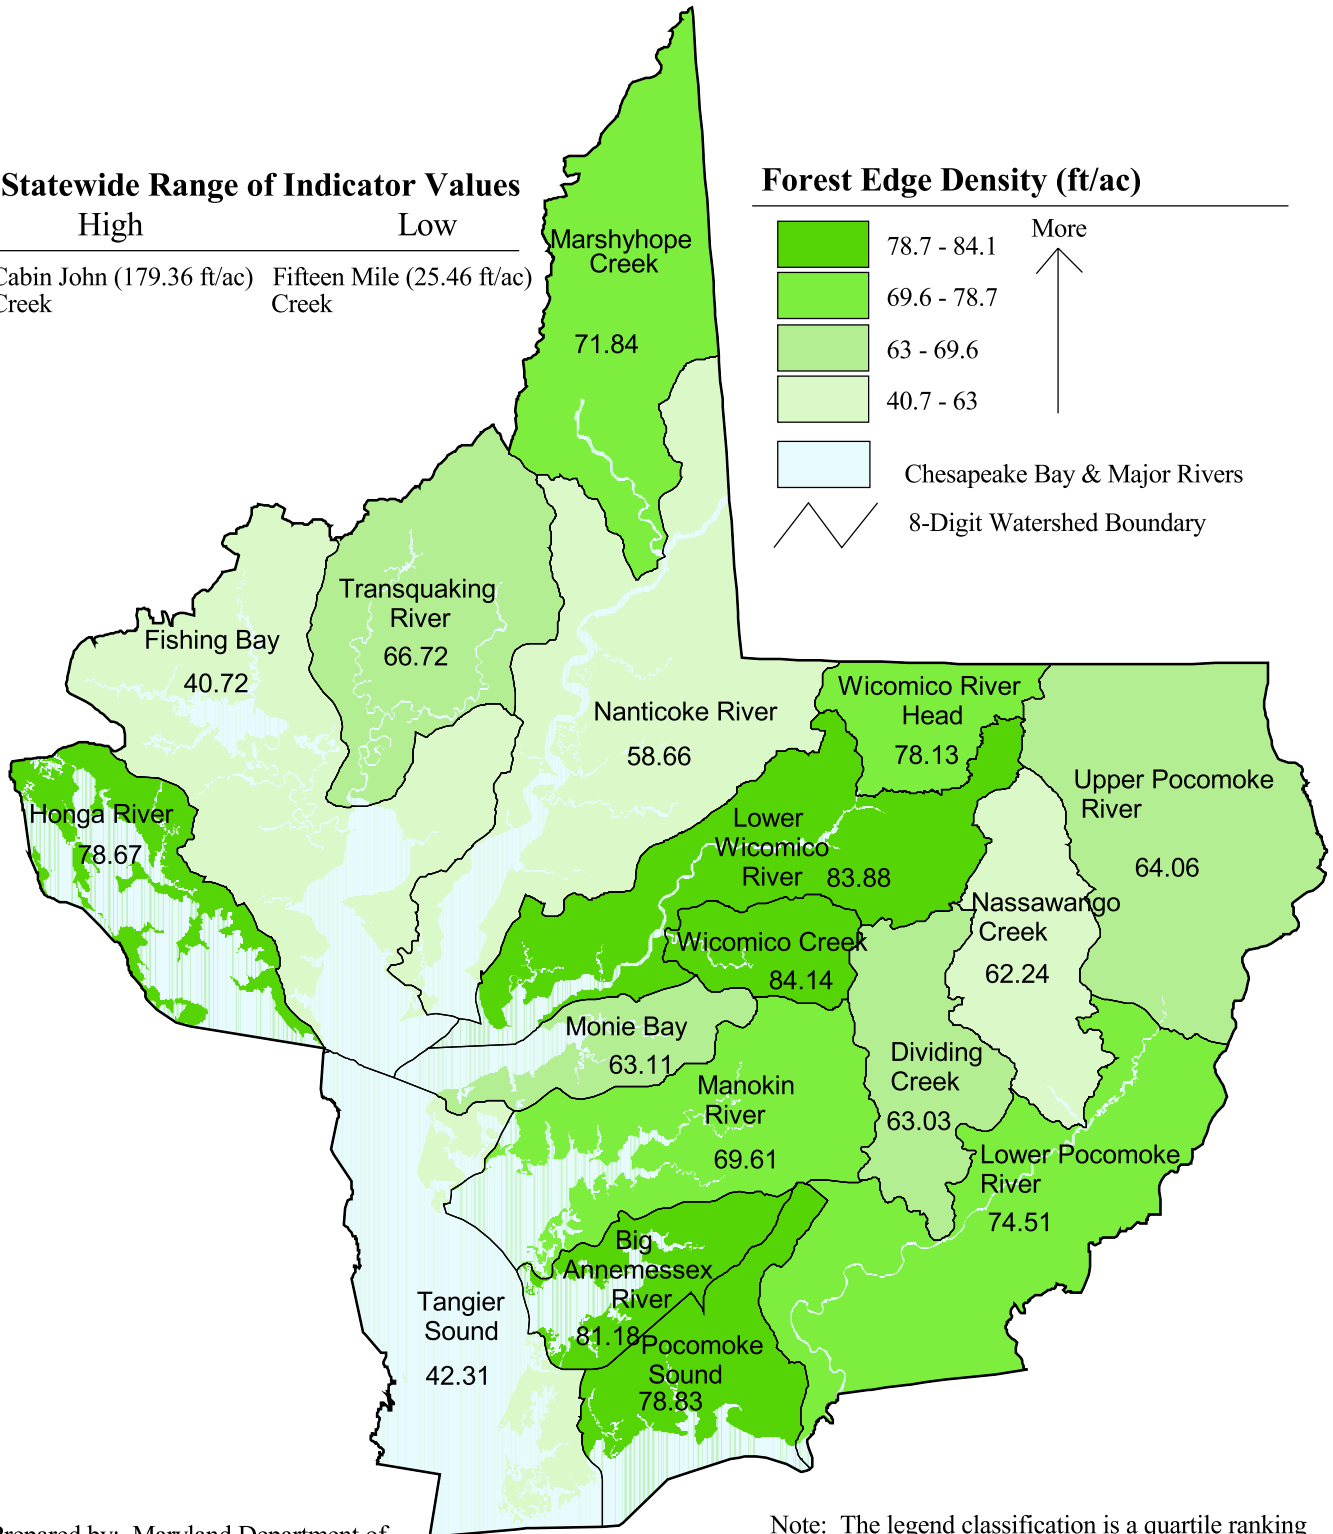 Statewide Range of Indicator Values
High Low
Cabin John (179.36 ft/ac) Fifteen Mile (25.46 ft/ac)
Creek Creek
Forest Edge Density (ft/ac)
More
78.7 - 84.1
69.6 - 78.7
63 - 69.6
40.7 - 63
Chesapeake Bay & Major Rivers
8-Digit Watershed Boundary
Marshyhope
Creek
71.84
Transquaking
River
66.72
Fishing Bay
40.72
Nanticoke River
58.66
Wicomico River
Head
78.13
Upper Pocomoke
River
64.06
Honga River
78.67
Lower
Wicomico
River 83.88
Nassawango
Creek
62.24
Wicomico Creek
84.14
Monie Bay
63.11
Dividing
Creek
63.03
Manokin
River
69.61
Lower Pocomoke
River
74.51
Big
Annemessex
River
81.18
Tangier
Sound
42.31
Pocomoke
Sound
78.83
Prepared by: Maryland Department of
Note: The legend classification is a quartile ranking